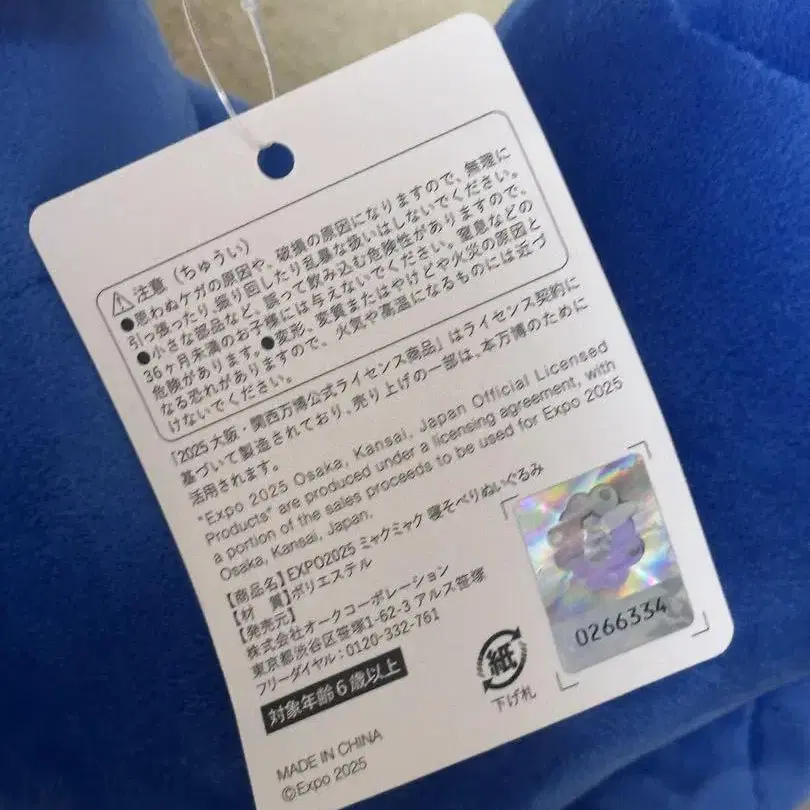 注意（ちゅうい）
●思わぬケガの原因や、破損の原因になりますので、無理に
引っ張ったり、振り回したり乱暴な扱いはしないでください。
●小さな部品など、誤って飲み込む危険性がありますので、
36ヶ月未満のお子様には与えないでください。窒息などの
危険があります。●変形、変質またはやけどや火災の原因と
なる恐れがありますので、火気や高温になるものには近づ
けないでください。
「2025大阪・関西万博公式ライセンス商品」はライセンス契約に
基づいて製造されており、売り上げの一部は、本万博のために
活用されます。
"Expo 2025 Osaka, Kansai, Japan Official Licensed
Products" are produced under a licensing agreement, with
a portion of the sales proceeds to be used for Expo 2025
Osaka, Kansai, Japan.
【商品名】EXPO2025 ミャクミャク 寝そべりぬいぐるみ
【材　質】ポリエステル
【発売元】
株式会社オークコーポレーション
東京都渋谷区笹塚1-62-3 アルス笹塚
フリーダイヤル：0120-332-761
対象年齢6歳以上
紙
下げ札
0266334
MADE IN CHINA
©Expo 2025